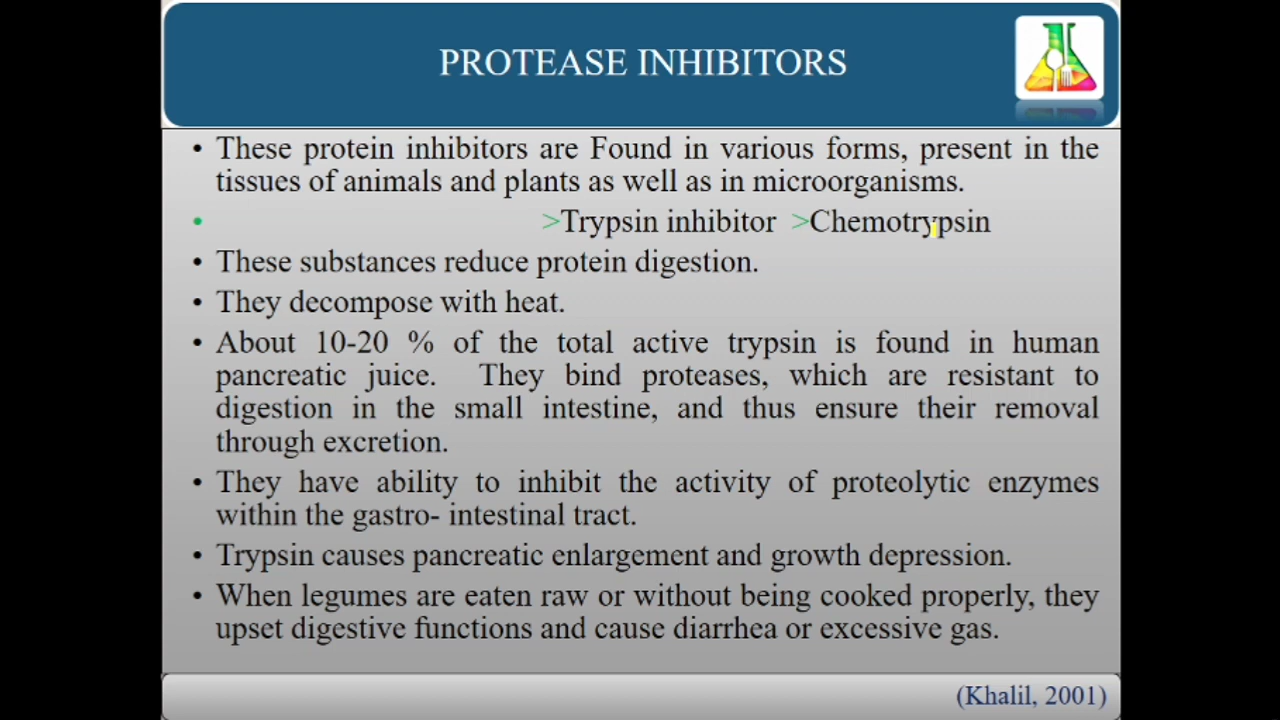 PROTEASE INHIBITORS
• These protein inhibitors are Found in various forms, present in the
tissues of animals and plants as well as in microorganisms.
• >Trypsin inhibitor >Chemotrypsin
• These substances reduce protein digestion.
• They decompose with heat.
• About 10-20 % of the total active trypsin is found in human
pancreatic juice. They bind proteases, which are resistant to
digestion in the small intestine, and thus ensure their removal
through excretion.
• They have ability to inhibit the activity of proteolytic enzymes
within the gastro- intestinal tract.
• Trypsin causes pancreatic enlargement and growth depression.
• When legumes are eaten raw or without being cooked properly, they
upset digestive functions and cause diarrhea or excessive gas.
(Khalil, 2001)